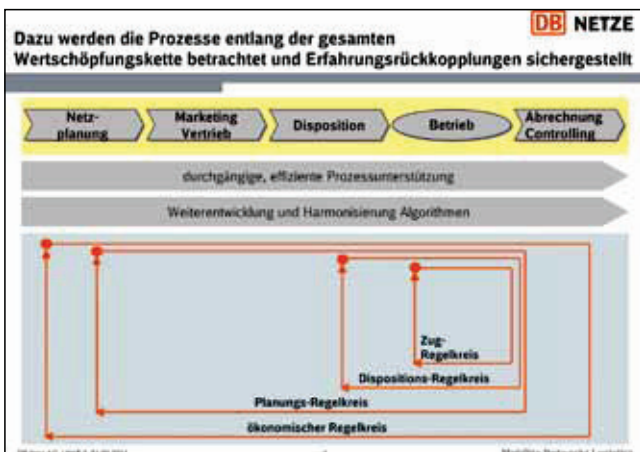 DB NETZE
Dazu werden die Prozesse entlang der gesamten
Wertschöpfungskette betrachtet und Erfahrungsrückkopplungen sichergestellt
Netz-
planung
Marketing
Vertrieb
Disposition
Betrieb
Abrechnung
Controlling
durchgängige, effiziente Prozessunterstützung
Weiterentwicklung und Harmonisierung Algorithmen
Zug-
Regelkreis
Dispositions-Regelkreis
Planungs-Regelkreis
ökonomischer Regelkreis